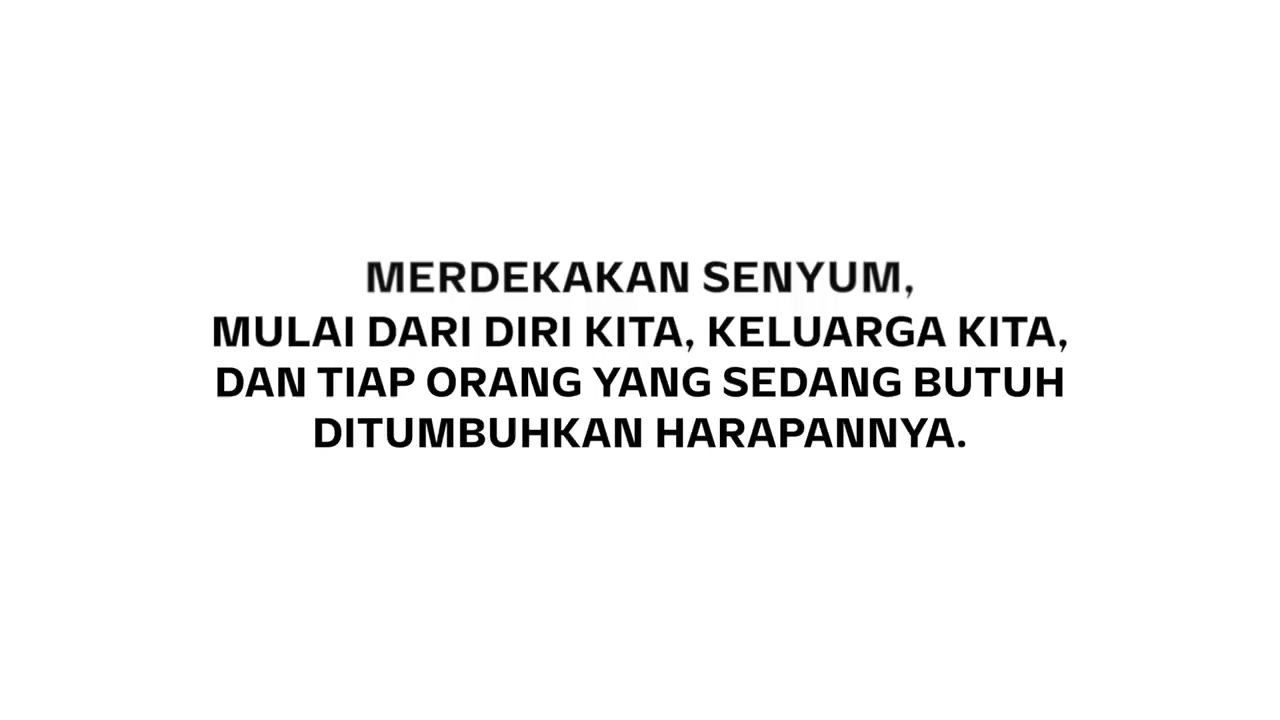 MERDEKAKAN SENYUM,
MULAI DARI DIRI KITA, KELUARGA KITA,
DAN TIAP ORANG YANG SEDANG BUTUH
DITUMBUHKAN HARAPANNYA.